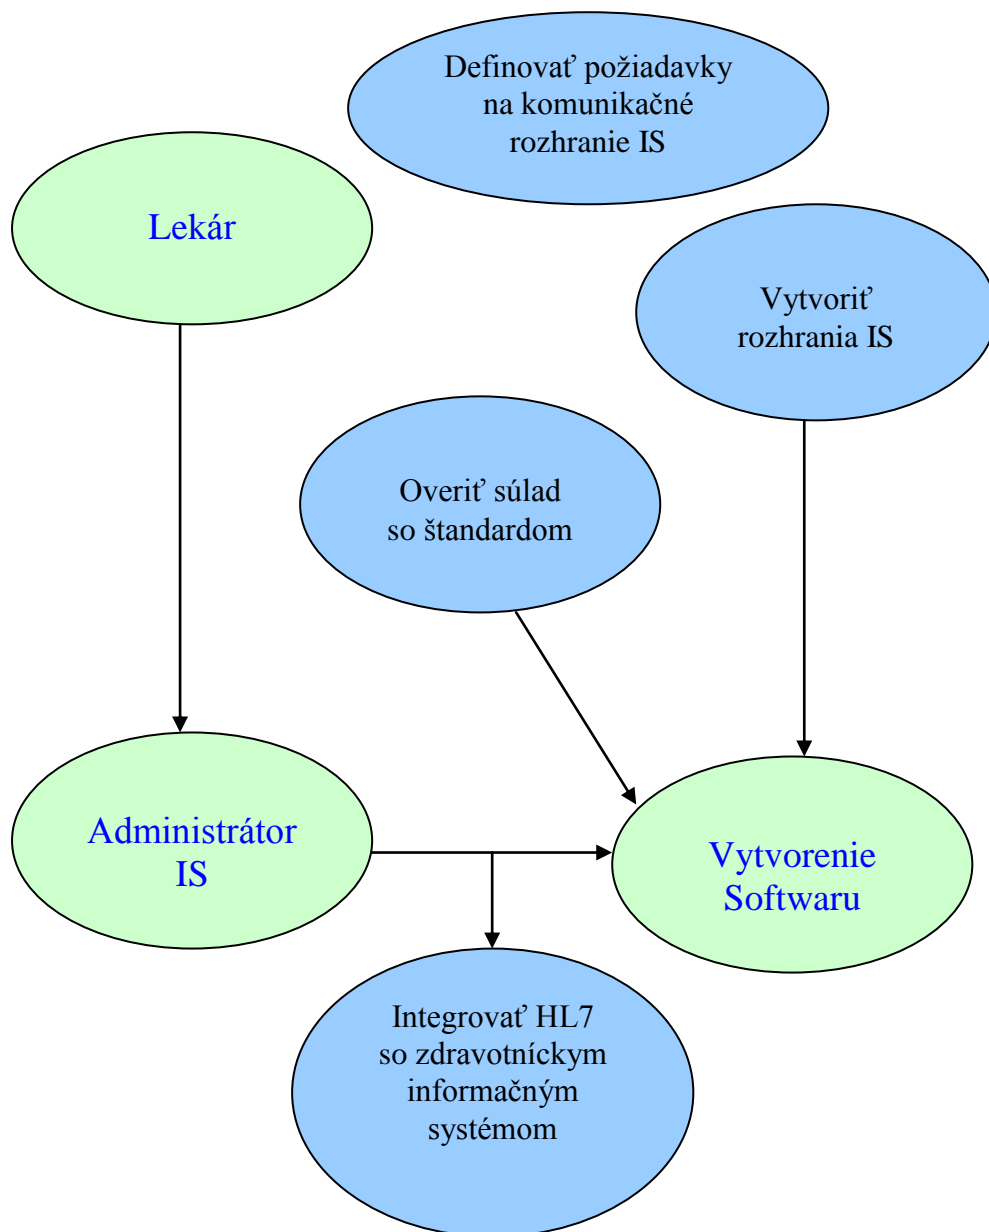 Definovať požiadavky
na komunikačné
rozhranie IS
Lekár
Vytvoriť
rozhrania IS
Overiť súlad
so štandardom
Administrátor
IS
Vytvorenie
Softwaru
Integrovať HL7
so zdravotníckym
informačným
systémom